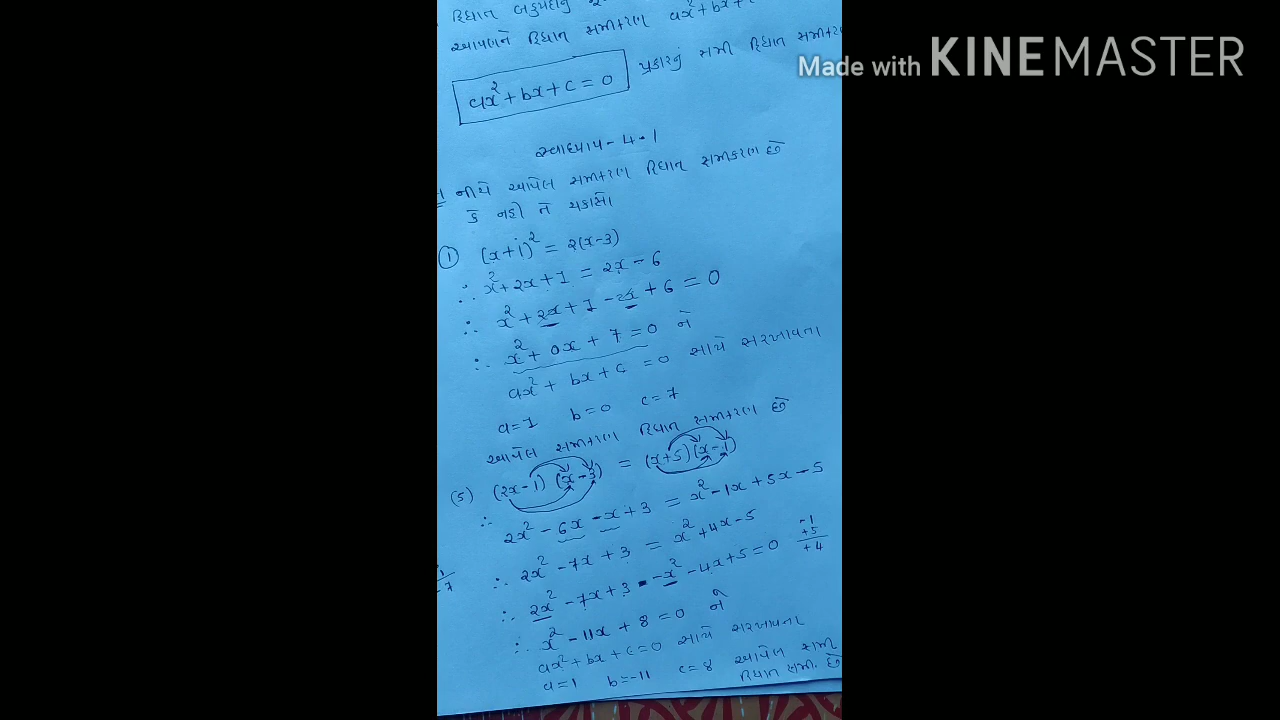 દ્વિઘાત બહુપદીનું
આપણને દ્વિઘાત સમીકરણ ax²+bx+
ax²+bx+c=0 પ્રકારનું સમી દ્વિઘાત સમીકરણ
Made with KINEMASTER
સ્વાધ્યાય - 4.1
નીચે આપેલ સમીકરણ દ્વિઘાત સમીકરણ છે
કે નહી તે ચકાસો
① (x+1)² = 2(x-3)
∴ x²+2x+1 = 2x-6
∴ x²+2x+1-2x+6=0
∴ x²+0x+7=0 ને
ax²+bx+c=0 સાથે સરખાવતા
a=1 b=0 c=7
આપેલ સમીકરણ દ્વિઘાત સમીકરણ છે
(5) (2x-1)(x-3) = (x+5)(x-1)
∴ 2x²-6x-x+3 = x²-1x+5x-5
∴ 2x²-7x+3 = x²+4x-5
∴ 2x²-7x+3-x²-4x+5=0
-1
+5
+4
-7
∴ x²-11x+8=0 ને
ax²+bx+c=0 સાથે સરખાવતા
a=1 b=-11 c=8 આપેલ સમી
દ્વિઘાત સમી. છે